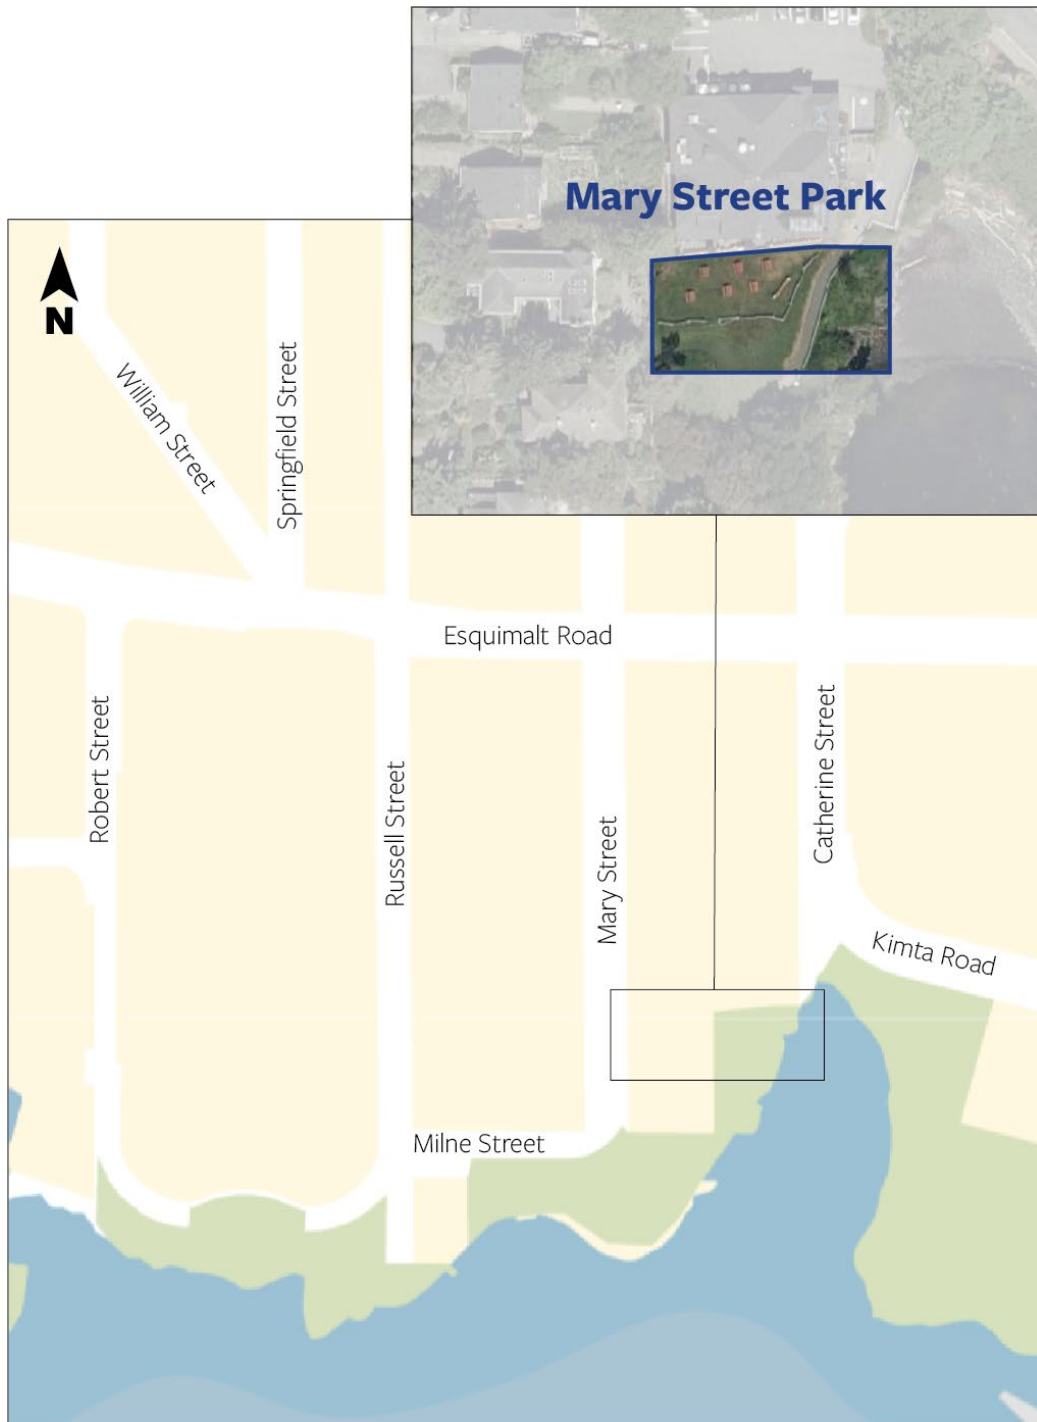 Mary Street Park
N
William Street
Springfield Street
Esquimalt Road
Robert Street
Russell Street
Mary Street
Catherine Street
Kimta Road
Milne Street